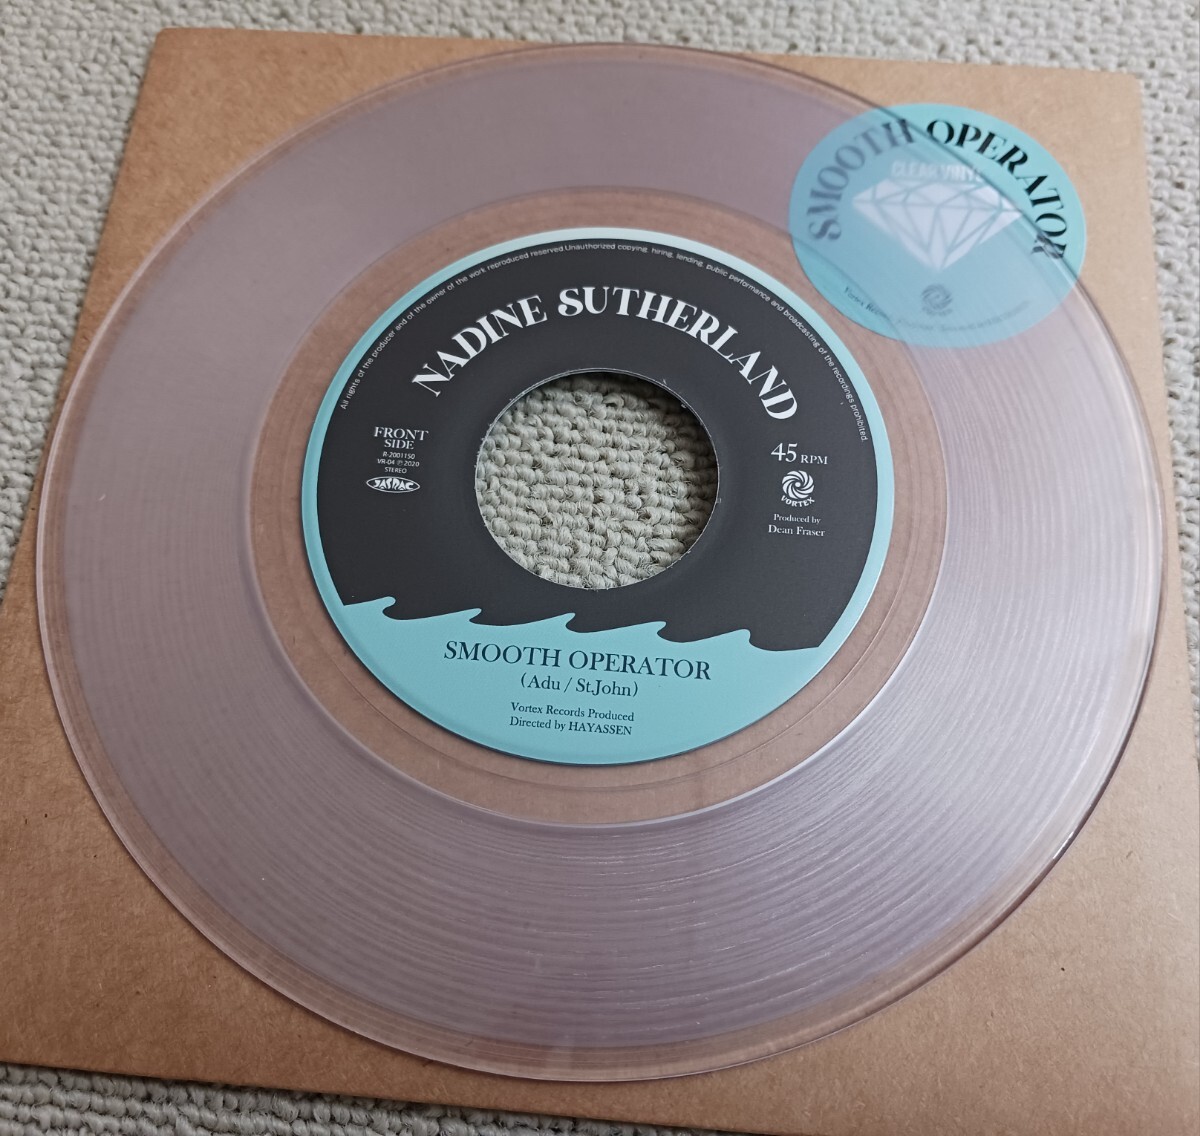 SMOOTH OPERATOR
CLEAR VINYL
All rights of the producer and of the owner of the work reproduced reserved.Unauthorized copying, hiring, lending, public performance and broadcasting of the recordings prohibited.
NADINE SUTHERLAND
FRONT
SIDE
R-2001150
VR-04 ℗2020
STEREO
JASRAC
45 RPM
VORTEX
Produced by
Dean Fraser
SMOOTH OPERATOR
(Adu / St.John)
Vortex Records Produced
Directed by HAYASSEN